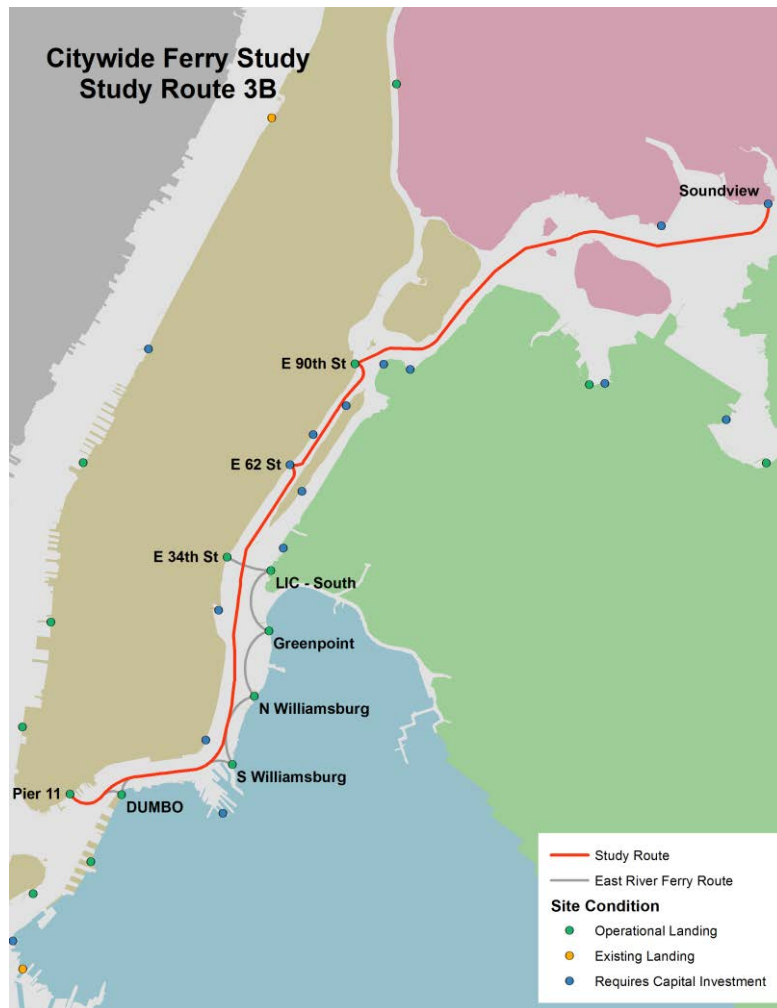 Citywide Ferry Study
Study Route 3B
Soundview
E 90th St
E 62 St
E 34th St
LIC - South
Greenpoint
N Williamsburg
S Williamsburg
Pier 11
DUMBO
Study Route
East River Ferry Route
Site Condition
Operational Landing
Existing Landing
Requires Capital Investment